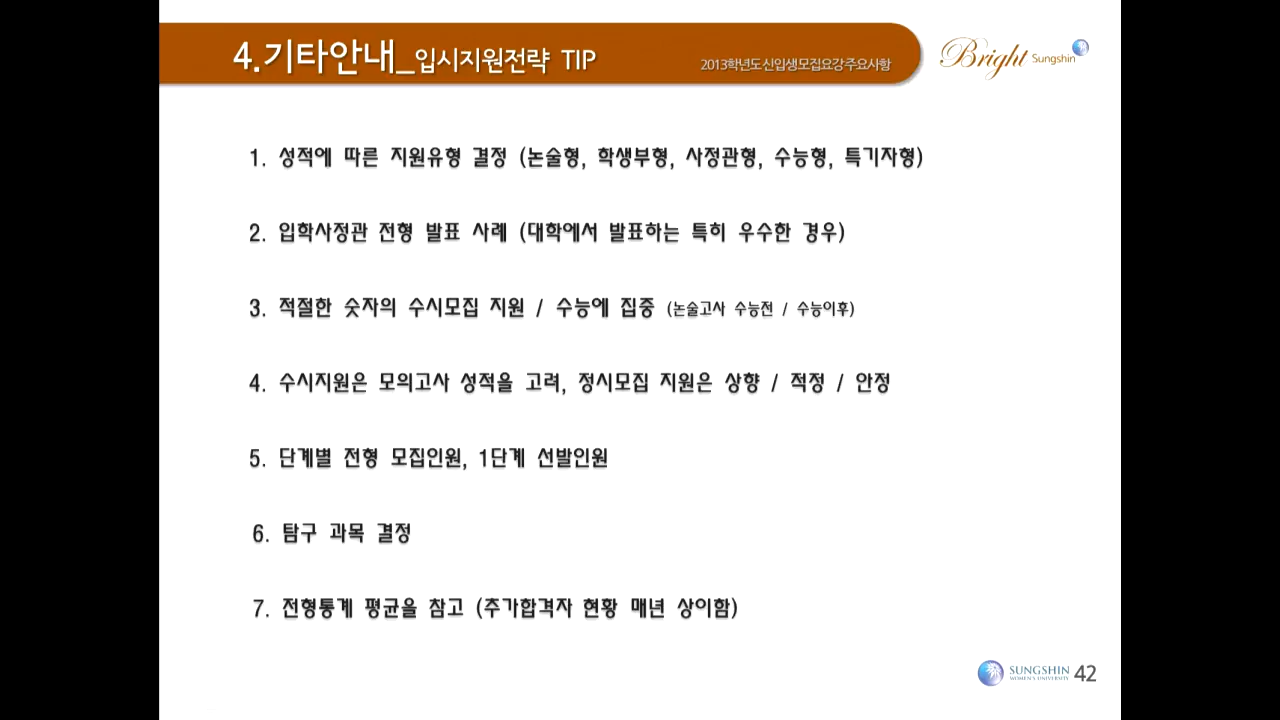 4.기타안내_입시지원전략 TIP
2013학년도 신입생모집요강 주요사항
Bright Sungshin
1. 성적에 따른 지원유형 결정 (논술형, 학생부형, 사정관형, 수능형, 특기자형)
2. 입학사정관 전형 발표 사례 (대학에서 발표하는 특히 우수한 경우)
3. 적절한 숫자의 수시모집 지원 / 수능에 집중 (논술고사 수능전 / 수능이후)
4. 수시지원은 모의고사 성적을 고려, 정시모집 지원은 상향 / 적정 / 안정
5. 단계별 전형 모집인원, 1단계 선발인원
6. 탐구 과목 결정
7. 전형통계 평균을 참고 (추가합격자 현황 매년 상이함)
SUNGSHIN
WOMEN'S UNIVERSITY
42